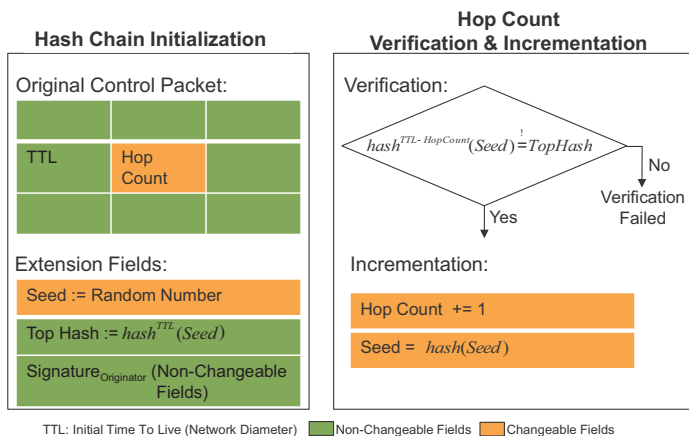 Hash Chain Initialization
Original Control Packet:
TTL
Hop
Count
Extension Fields:
Seed := Random Number
Top Hash := hash^TTL(Seed)
Signature_Originator (Non-Changeable
Fields)
Hop Count
Verification & Incrementation
Verification:
hash^TTL-HopCount(Seed) != TopHash
No
Verification
Failed
Yes
Incrementation:
Hop Count += 1
Seed = hash(Seed)
TTL: Initial Time To Live (Network Diameter) Non-Changeable Fields Changeable Fields